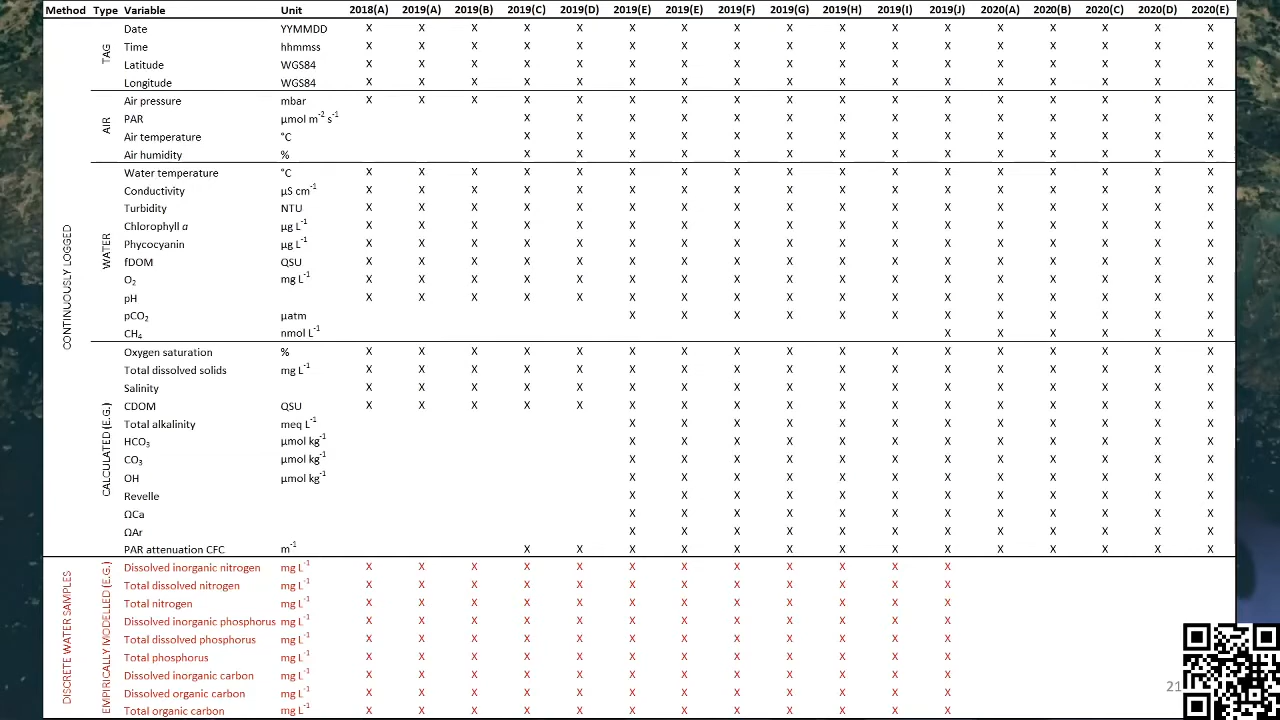 Method Type Variable Unit 2018(A) 2019(A) 2019(B) 2019(C) 2019(D) 2019(E) 2019(E) 2019(F) 2019(G) 2019(H) 2019(I) 2019(J) 2020(A) 2020(B) 2020(C) 2020(D) 2020(E)
CONTINUOUSLY LOGGED
TAG
Date YYMMDD X X X X X X X X X X X X X X X X X
Time hhmmss X X X X X X X X X X X X X X X X X
Latitude WGS84 X X X X X X X X X X X X X X X X X
Longitude WGS84 X X X X X X X X X X X X X X X X X
AIR
Air pressure mbar X X X X X X X X X X X X X X X X X
PAR µmol m⁻² s⁻¹ X X X X X X X X X X X X X X
Air temperature °C X X X X X X X X X X X X X X
Air humidity % X X X X X X X X X X X X X X
WATER
Water temperature °C X X X X X X X X X X X X X X X X X
Conductivity µS cm⁻¹ X X X X X X X X X X X X X X X X X
Turbidity NTU X X X X X X X X X X X X X X X X X
Chlorophyll a µg L⁻¹ X X X X X X X X X X X X X X X X X
Phycocyanin µg L⁻¹ X X X X X X X X X X X X X X X X X
fDOM QSU X X X X X X X X X X X X X X X X X
O₂ mg L⁻¹ X X X X X X X X X X X X X X X X X
pH X X X X X X X X X X X X X X X X X
pCO₂ µatm X X X X X X X X X X X X
CH₄ nmol L⁻¹ X X X X X X
CALCULATED (E.G.)
Oxygen saturation % X X X X X X X X X X X X X X X X X
Total dissolved solids mg L⁻¹ X X X X X X X X X X X X X X X X X
Salinity X X X X X X X X X X X X X X X X X
CDOM QSU X X X X X X X X X X X X X X X X X
Total alkalinity meq L⁻¹ X X X X X X X X X X X X
HCO₃ µmol kg⁻¹ X X X X X X X X X X X X
CO₃ µmol kg⁻¹ X X X X X X X X X X X X
OH µmol kg⁻¹ X X X X X X X X X X X X
Revelle X X X X X X X X X X X X
ΩCa X X X X X X X X X X X X
ΩAr X X X X X X X X X X X X
PAR attenuation CFC m⁻¹ X X X X X X X X X X X X X X
DISCRETE WATER SAMPLES
EMPIRICALLY MODELLED (E.G.)
Dissolved inorganic nitrogen mg L⁻¹ X X X X X X X X X X X X
Total dissolved nitrogen mg L⁻¹ X X X X X X X X X X X X
Total nitrogen mg L⁻¹ X X X X X X X X X X X X
Dissolved inorganic phosphorus mg L⁻¹ X X X X X X X X X X X X
Total dissolved phosphorus mg L⁻¹ X X X X X X X X X X X X
Total phosphorus mg L⁻¹ X X X X X X X X X X X X
Dissolved inorganic carbon mg L⁻¹ X X X X X X X X X X X X
Dissolved organic carbon mg L⁻¹ X X X X X X X X X X X X
Total organic carbon mg L⁻¹ X X X X X X X X X X X X
21